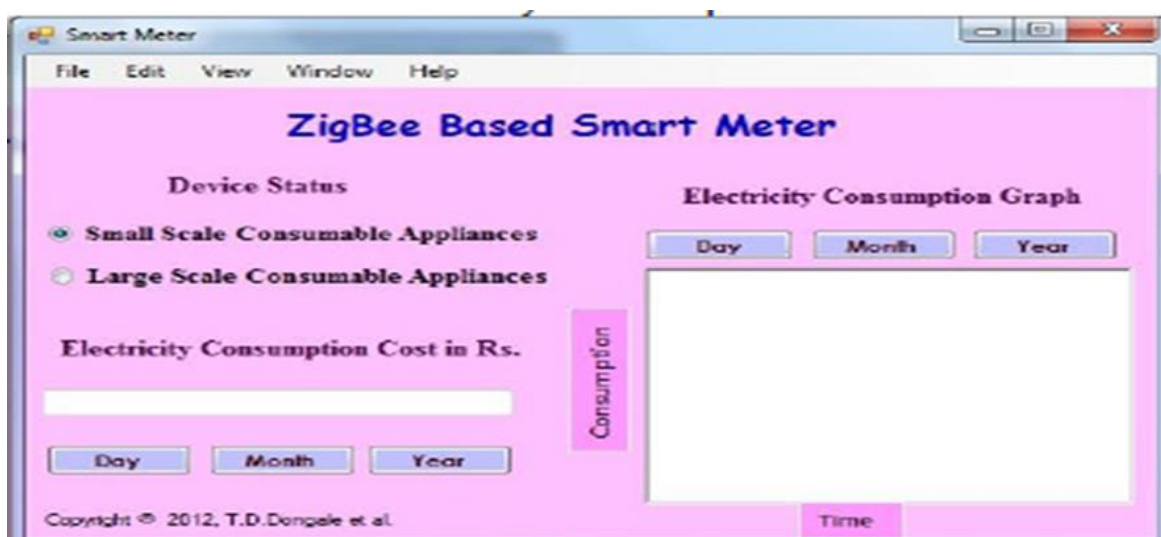 Smart Meter
File Edit View Window Help
ZigBee Based Smart Meter
Device Status
Small Scale Consumable Appliances
Large Scale Consumable Appliances
Electricity Consumption Cost in Rs.
Day Month Year
Copyright © 2012, T.D.Dongale et al.
Electricity Consumption Graph
Day Month Year
Consumption
Time